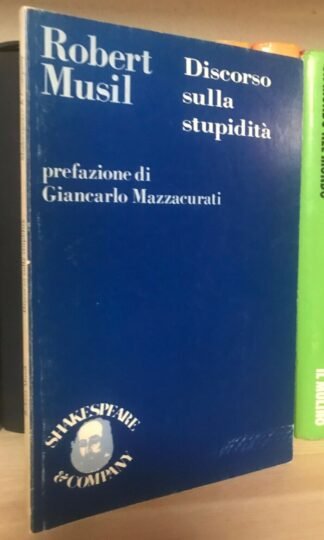 Robert
Musil
Discorso
sulla
stupidità
prefazione di
Giancarlo Mazzacurati
SHAKESPEARE
& COMPANY
IL MULINO